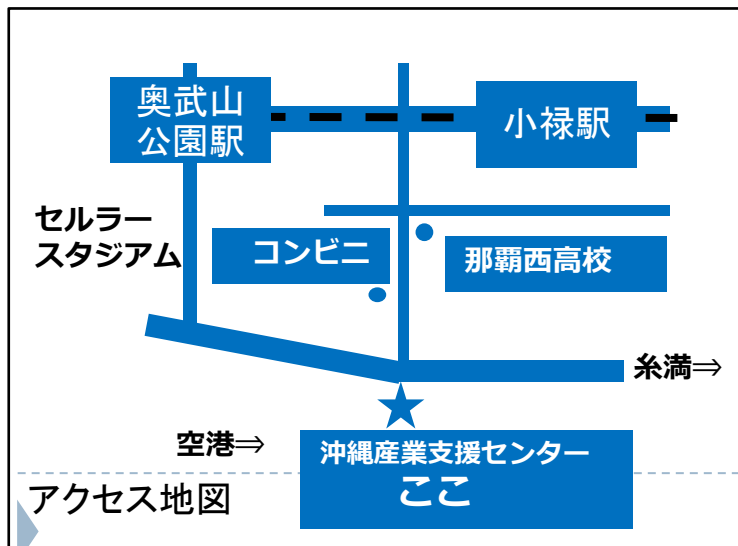 奥武山
公園駅
小禄駅
セルラー
スタジアム
コンビニ
那覇西高校
糸満⇒
空港⇒
沖縄産業支援センター
ここ
アクセス地図